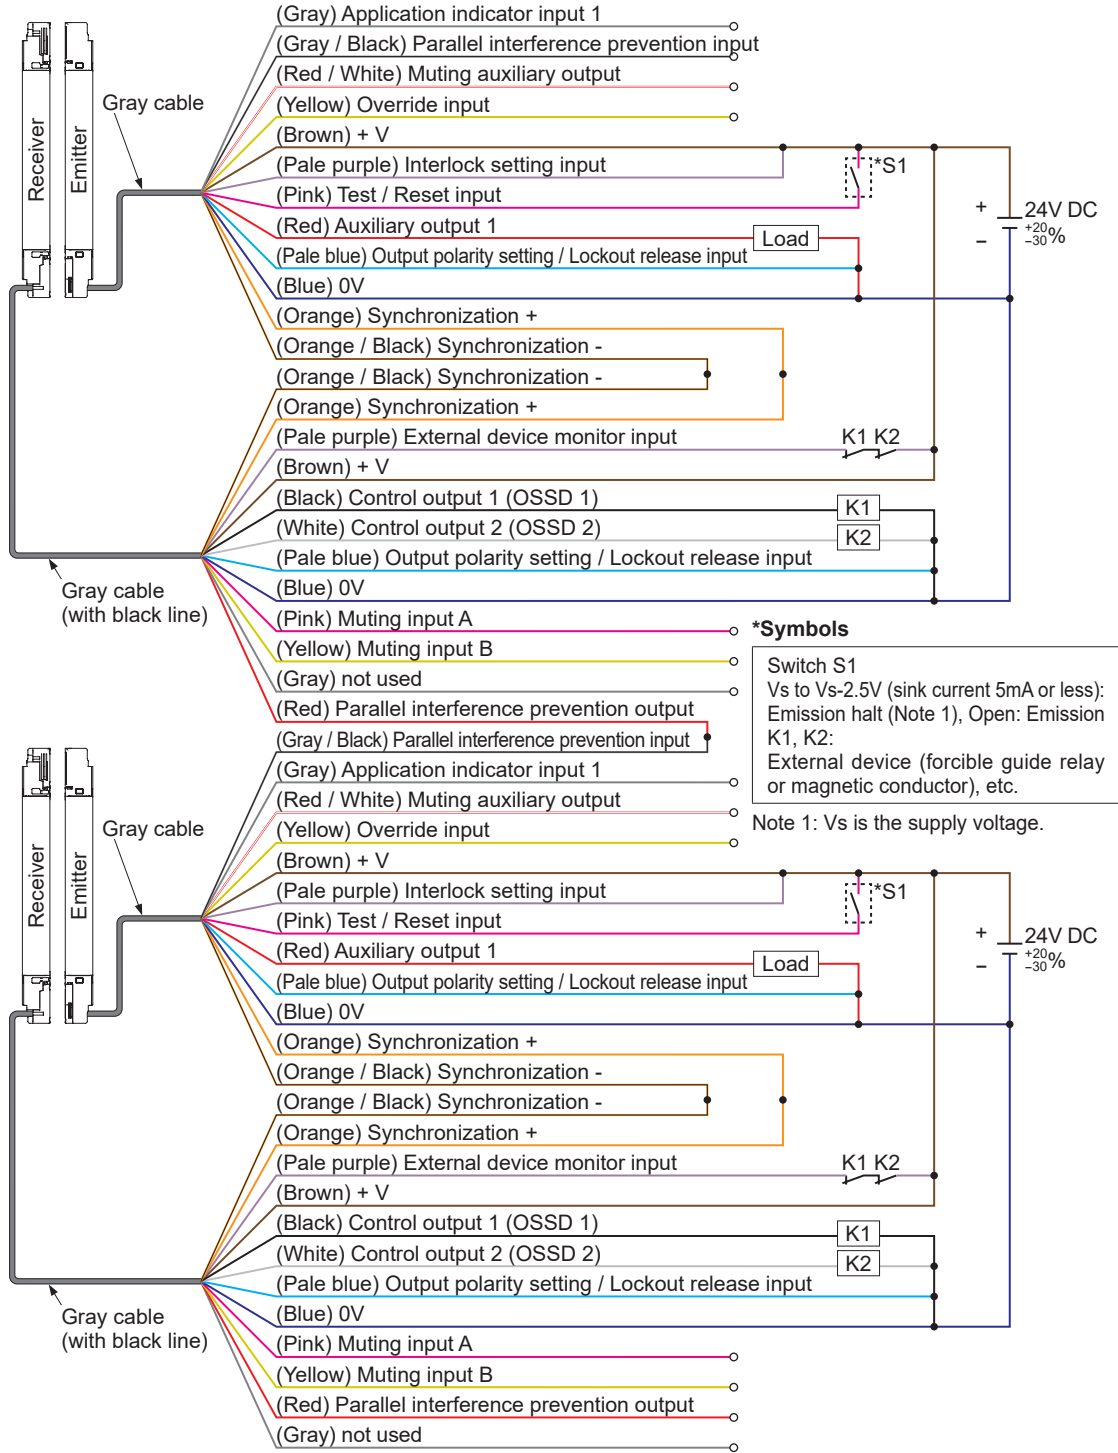 (Gray) Application indicator input 1
(Gray / Black) Parallel interference prevention input
(Red / White) Muting auxiliary output
(Yellow) Override input
(Brown) + V
(Pale purple) Interlock setting input
(Pink) Test / Reset input
(Red) Auxiliary output 1
(Pale blue) Output polarity setting / Lockout release input
(Blue) 0V
(Orange) Synchronization +
(Orange / Black) Synchronization -
(Orange / Black) Synchronization -
(Orange) Synchronization +
(Pale purple) External device monitor input
(Brown) + V
(Black) Control output 1 (OSSD 1)
(White) Control output 2 (OSSD 2)
(Pale blue) Output polarity setting / Lockout release input
(Blue) 0V
(Pink) Muting input A
(Yellow) Muting input B
(Gray) not used
(Red) Parallel interference prevention output
Receiver
Emitter
Gray cable
Gray cable
(with black line)
*S1
Load
+
24V DC
+20
-30%
−
K1 K2
K1
K2
*Symbols
Switch S1
Vs to Vs-2.5V (sink current 5mA or less):
Emission halt (Note 1), Open: Emission
K1, K2:
External device (forcible guide relay
or magnetic conductor), etc.
Note 1: Vs is the supply voltage.
(Gray / Black) Parallel interference prevention input
(Gray) Application indicator input 1
(Red / White) Muting auxiliary output
(Yellow) Override input
(Brown) + V
(Pale purple) Interlock setting input
(Pink) Test / Reset input
(Red) Auxiliary output 1
(Pale blue) Output polarity setting / Lockout release input
(Blue) 0V
(Orange) Synchronization +
(Orange / Black) Synchronization -
(Orange / Black) Synchronization -
(Orange) Synchronization +
(Pale purple) External device monitor input
(Brown) + V
(Black) Control output 1 (OSSD 1)
(White) Control output 2 (OSSD 2)
(Pale blue) Output polarity setting / Lockout release input
(Blue) 0V
(Pink) Muting input A
(Yellow) Muting input B
(Red) Parallel interference prevention output
(Gray) not used
Receiver
Emitter
Gray cable
Gray cable
(with black line)
*S1
Load
+
24V DC
+20
-30%
−
K1 K2
K1
K2